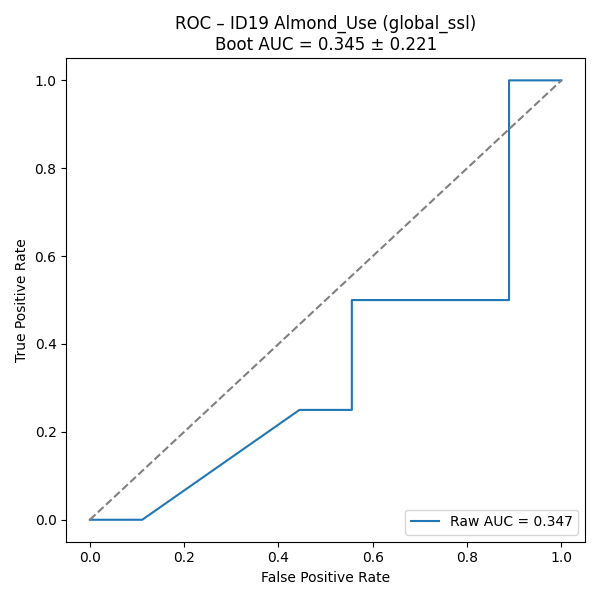 ROC – ID19 Almond_Use (global_ssl)
Boot AUC = 0.345 ± 0.221
True Positive Rate
1.0
0.8
0.6
0.4
0.2
0.0
Raw AUC = 0.347
0.0 0.2 0.4 0.6 0.8 1.0
False Positive Rate